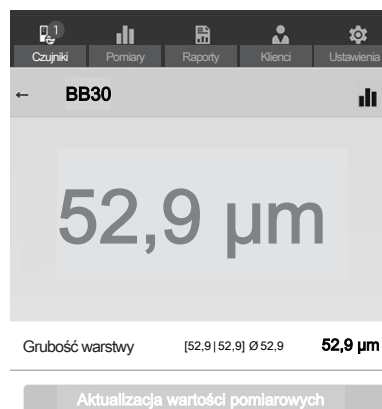 1
Czujniki Pomiary Raporty Klienci Ustawienia
← BB30
52,9 µm
Grubość warstwy [52,9|52,9] Ø 52,9 52,9 µm
Aktualizacja wartości pomiarowych